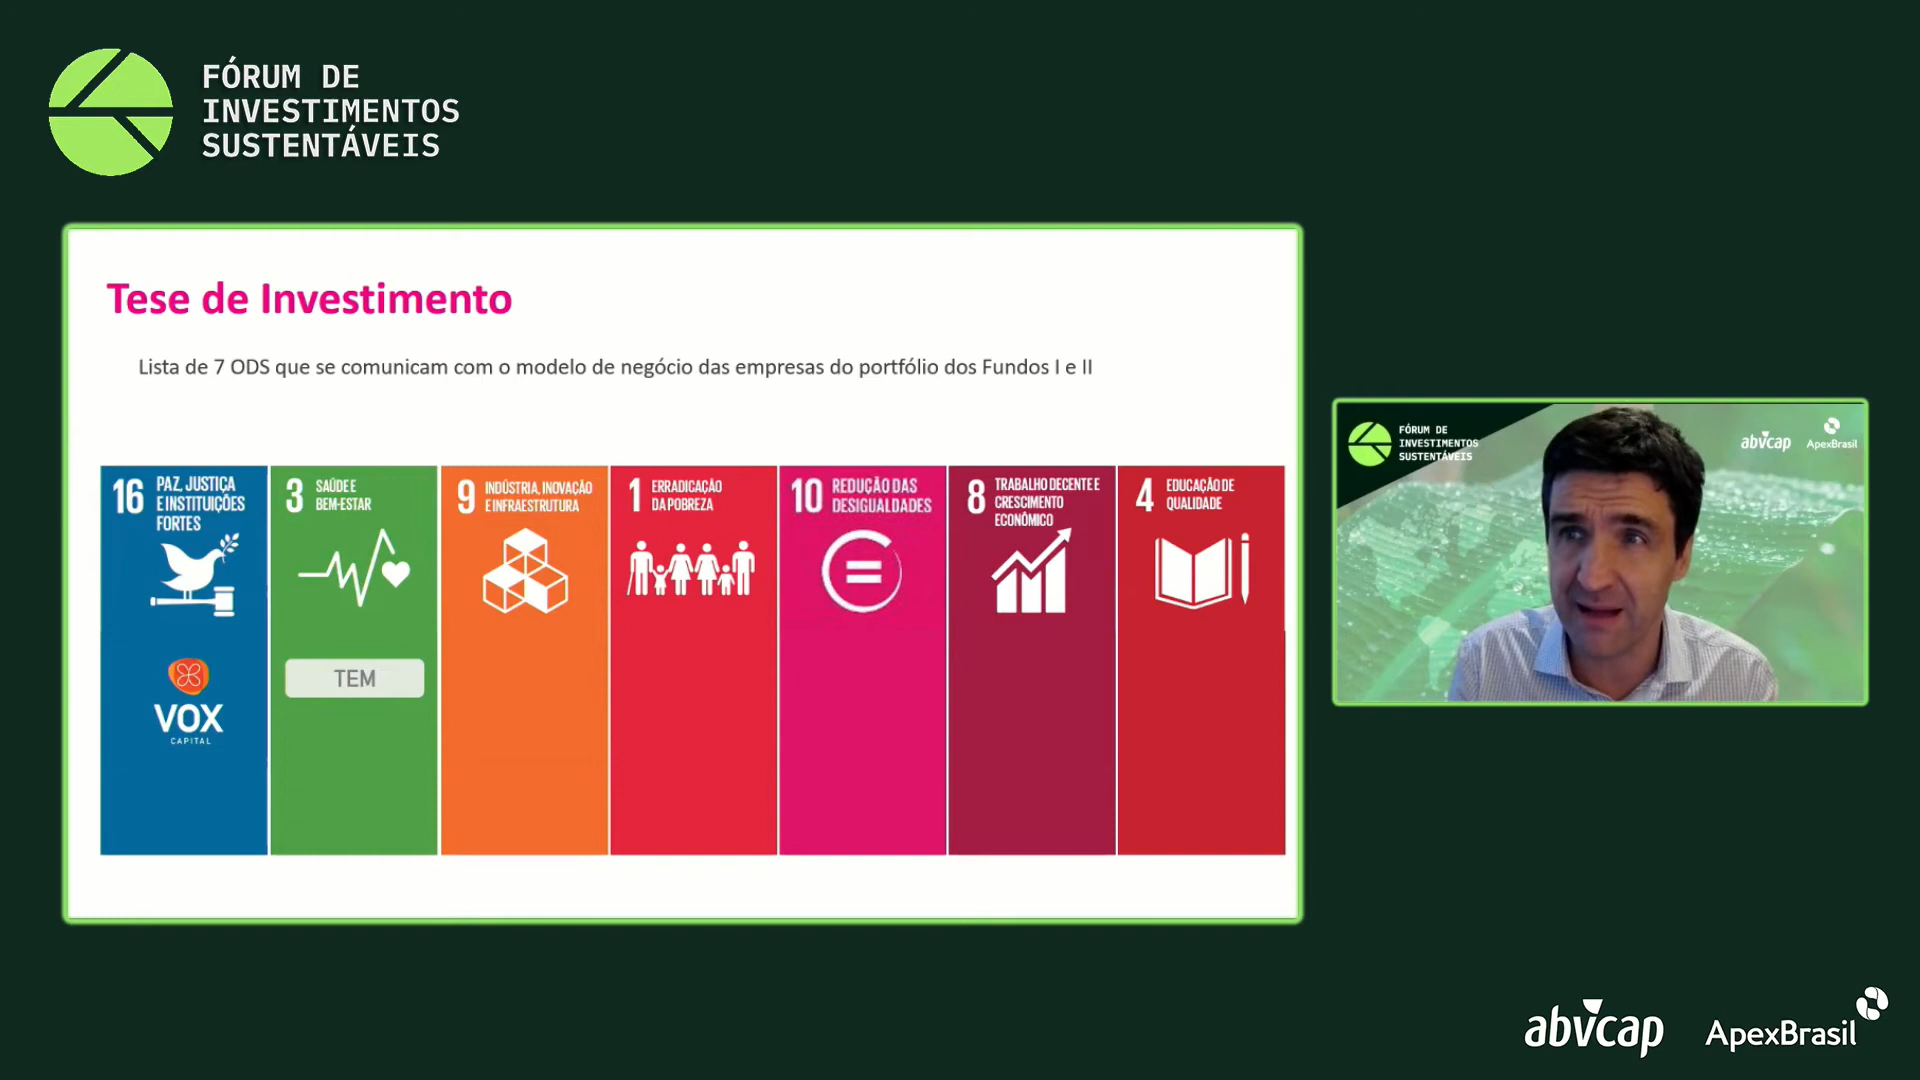 FÓRUM DE
INVESTIMENTOS
SUSTENTÁVEIS
Tese de Investimento
Lista de 7 ODS que se comunicam com o modelo de negócio das empresas do portfólio dos Fundos I e II
16 PAZ, JUSTIÇA
E INSTITUIÇÕES
FORTES
VOX
CAPITAL
3 SAÚDE E
BEM-ESTAR
TEM
9 INDÚSTRIA, INOVAÇÃO
E INFRAESTRUTURA
1 ERRADICAÇÃO
DA POBREZA
10 REDUÇÃO DAS
DESIGUALDADES
8 TRABALHO DECENTE E
CRESCIMENTO
ECONÔMICO
4 EDUCAÇÃO DE
QUALIDADE
FÓRUM DE
INVESTIMENTOS
SUSTENTÁVEIS
abvcap
ApexBrasil
abvcap
ApexBrasil